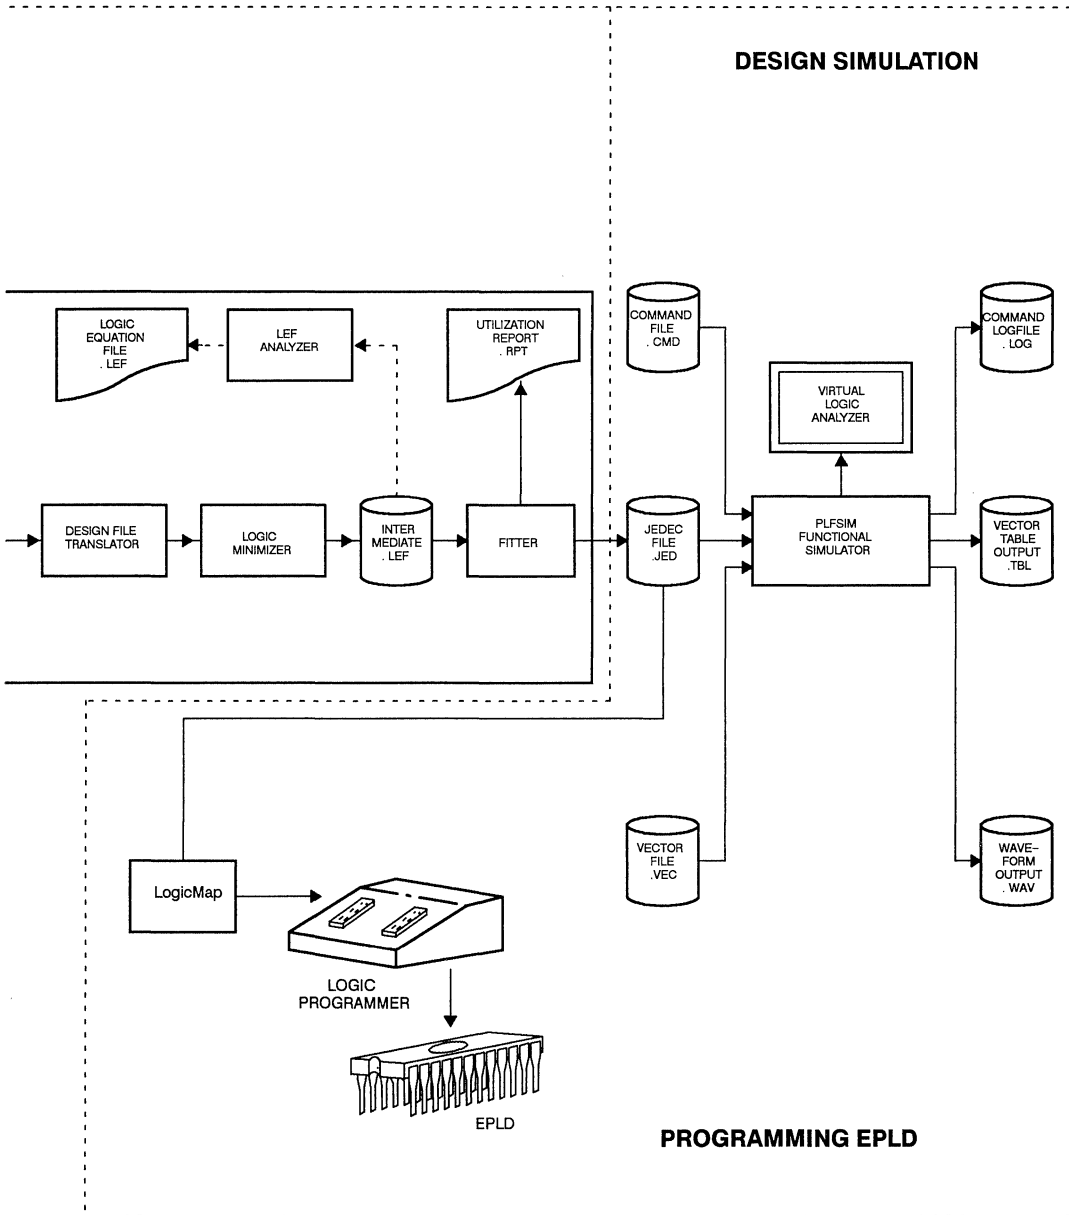 DESIGN SIMULATION
LOGIC
EQUATION
FILE
. LEF
LEF
ANALYZER
UTILIZATION
REPORT
. RPT
COMMAND
FILE
. CMD
COMMAND
LOGFILE
. LOG
VIRTUAL
LOGIC
ANALYZER
DESIGN FILE
TRANSLATOR
LOGIC
MINIMIZER
INTER
MEDIATE
. LEF
FITTER
JEDEC
FILE
.JED
PLFSIM
FUNCTIONAL
SIMULATOR
VECTOR
TABLE
OUTPUT
.TBL
VECTOR
FILE
.VEC
WAVE–
FORM
OUTPUT
. WAV
LogicMap
LOGIC
PROGRAMMER
EPLD
PROGRAMMING EPLD